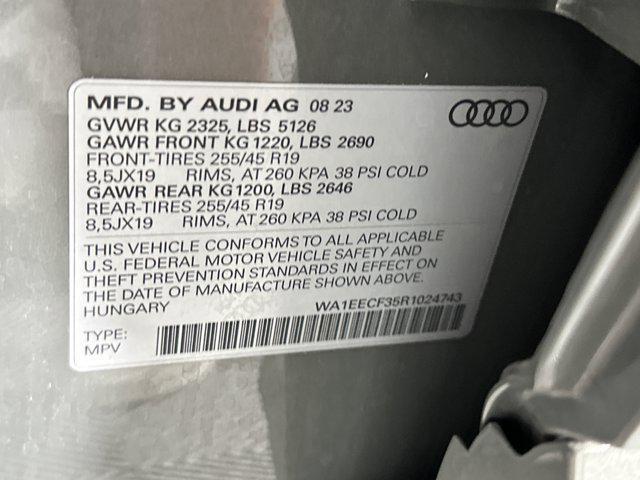 MFD. BY AUDI AG 08 23
GVWR KG 2325, LBS 5126
GAWR FRONT KG 1220, LBS 2690
FRONT-TIRES 255/45 R19
8,5JX19 RIMS, AT 260 KPA 38 PSI COLD
GAWR REAR KG 1200, LBS 2646
REAR-TIRES 255/45 R19
8,5JX19 RIMS, AT 260 KPA 38 PSI COLD
THIS VEHICLE CONFORMS TO ALL APPLICABLE
U.S. FEDERAL MOTOR VEHICLE SAFETY AND
THEFT PREVENTION STANDARDS IN EFFECT ON
THE DATE OF MANUFACTURE SHOWN ABOVE.
HUNGARY WA1EECF35R1024743
TYPE:
MPV